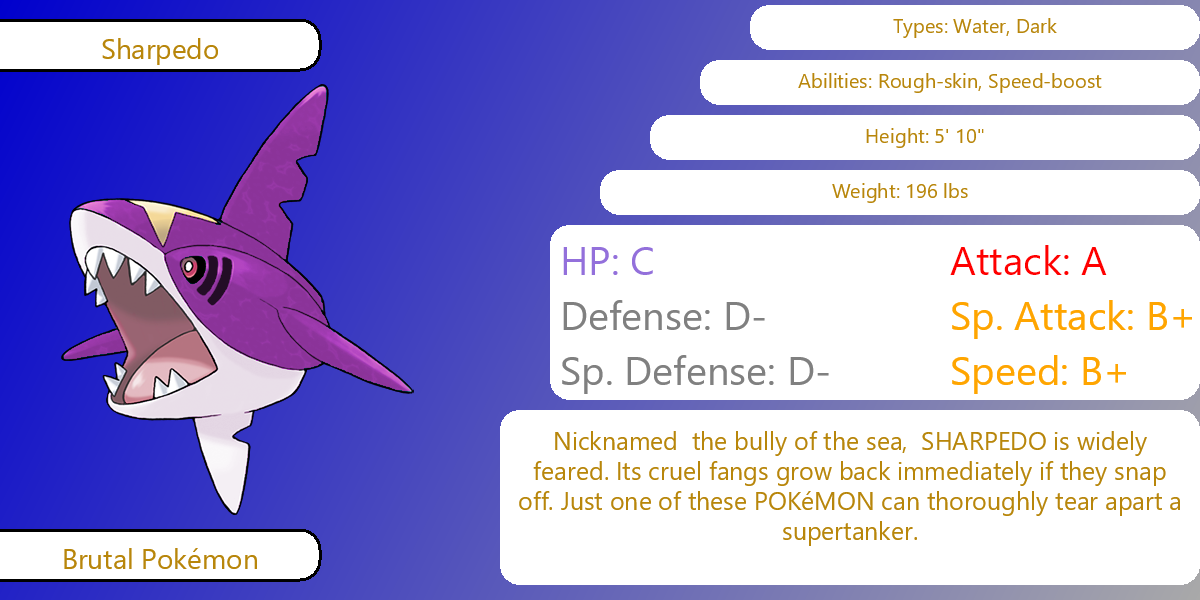 Sharpedo
Types: Water, Dark
Abilities: Rough-skin, Speed-boost
Height: 5' 10"
Weight: 196 lbs
HP: C
Attack: A
Defense: D-
Sp. Attack: B+
Sp. Defense: D-
Speed: B+
Nicknamed  the bully of the sea,  SHARPEDO is widely
feared. Its cruel fangs grow back immediately if they snap
off. Just one of these POKéMON can thoroughly tear apart a
supertanker.
Brutal Pokémon